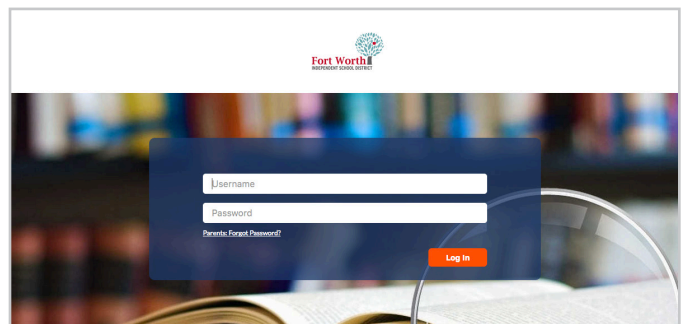 Fort Worth
INDEPENDENT SCHOOL DISTRICT
Username
Password
Parents: Forgot Password?
Log In